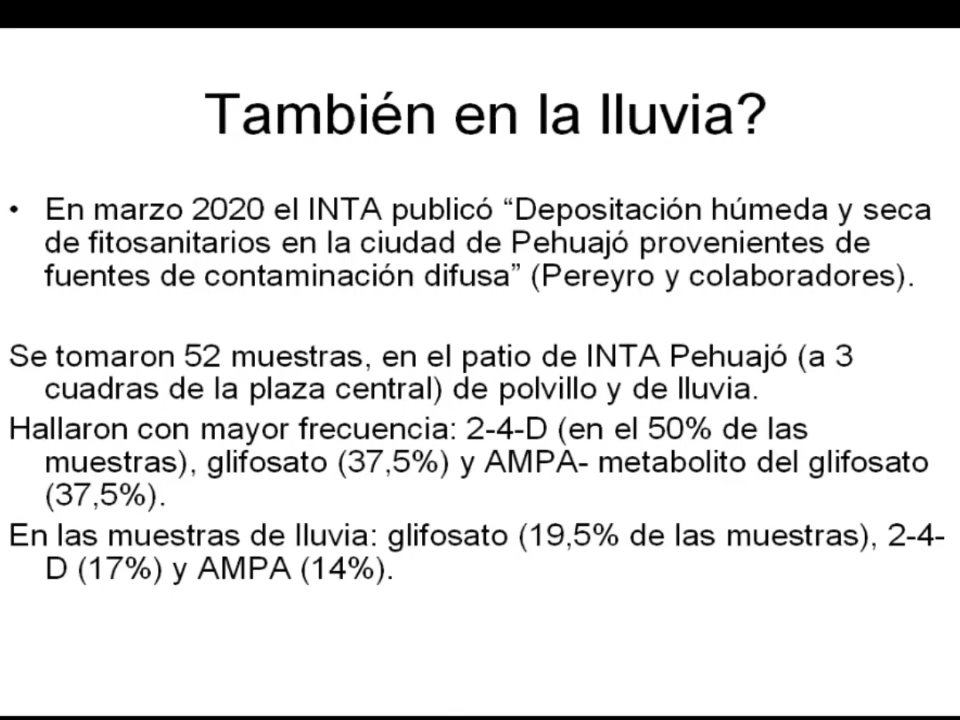 También en la lluvia?
• En marzo 2020 el INTA publicó “Depositación húmeda y seca
de fitosanitarios en la ciudad de Pehuajó provenientes de
fuentes de contaminación difusa” (Pereyro y colaboradores).
Se tomaron 52 muestras, en el patio de INTA Pehuajó (a 3
cuadras de la plaza central) de polvillo y de lluvia.
Hallaron con mayor frecuencia: 2-4-D (en el 50% de las
muestras), glifosato (37,5%) y AMPA- metabolito del glifosato
(37,5%).
En las muestras de lluvia: glifosato (19,5% de las muestras), 2-4-
D (17%) y AMPA (14%).